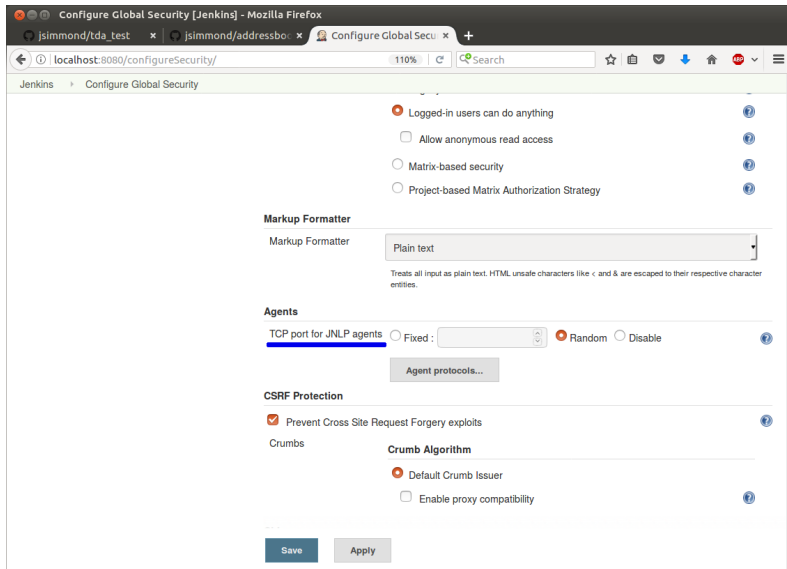 Configure Global Security [Jenkins] - Mozilla Firefox
jsimmond/tda_test × jsimmond/addressboo × Configure Global Secu × +
localhost:8080/configureSecurity/ 110% Search ABP
Jenkins Configure Global Security
Logged-in users can do anything
Allow anonymous read access
Matrix-based security
Project-based Matrix Authorization Strategy
Markup Formatter
Markup Formatter Plain text
Treats all input as plain text. HTML unsafe characters like < and & are escaped to their respective character
entities.
Agents
TCP port for JNLP agents Fixed : Random Disable
Agent protocols...
CSRF Protection
Prevent Cross Site Request Forgery exploits
Crumbs
Crumb Algorithm
Default Crumb Issuer
Enable proxy compatibility
Save Apply